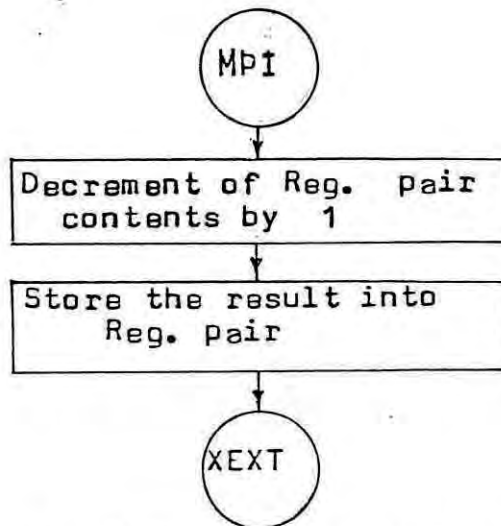 MPI
Decrement of Reg. pair
contents by 1
Store the result into
Reg. pair
XEXT